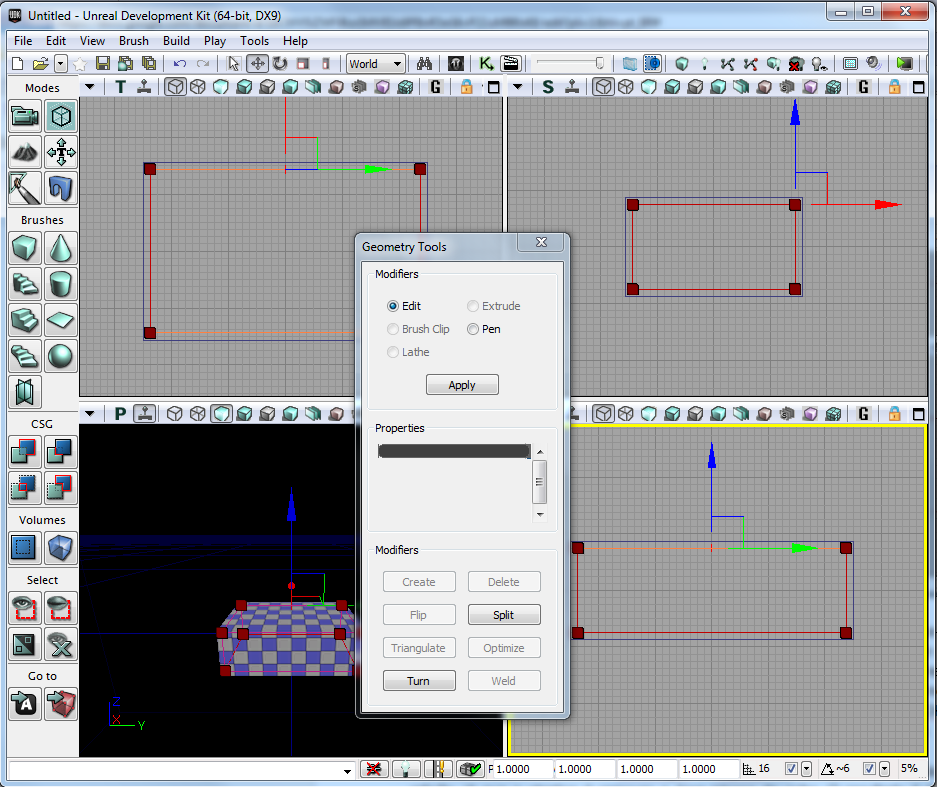 UDK Untitled - Unreal Development Kit (64-bit, DX9)
File Edit View Brush Build Play Tools Help
World
Modes T G S G
Brushes
Geometry Tools
Modifiers
Edit Extrude
Brush Clip Pen
Lathe
Apply
P G
CSG
Properties
Volumes
Modifiers
Select
Create Delete
Flip Split
Triangulate Optimize
Turn Weld
Go to
A
Z
X Y
1.0000 1.0000 1.0000 1.0000 16 ~6 5%